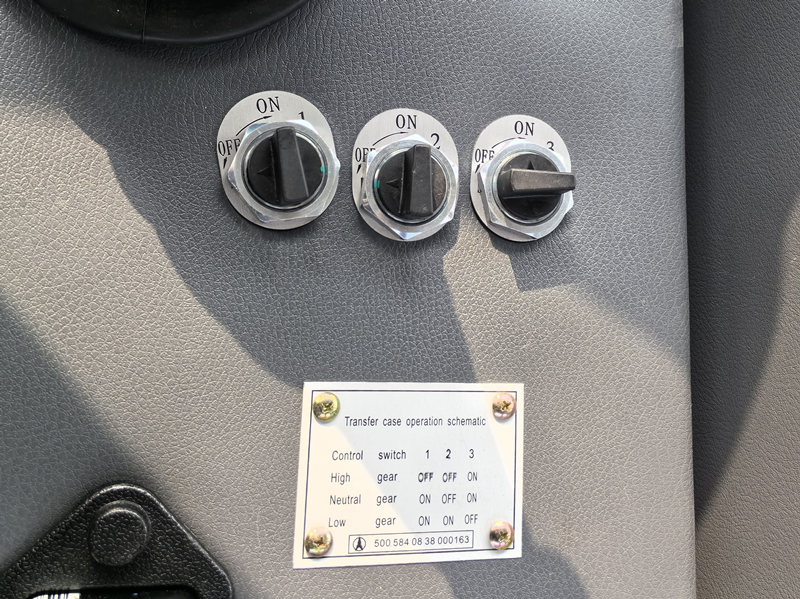 ON
OFF 1
ON
OFF 2
ON
OFF 3
Transfer case operation schematic
Control switch 1 2 3
High gear OFF OFF ON
Neutral gear ON OFF ON
Low gear ON ON OFF
500 584 08 38 000163